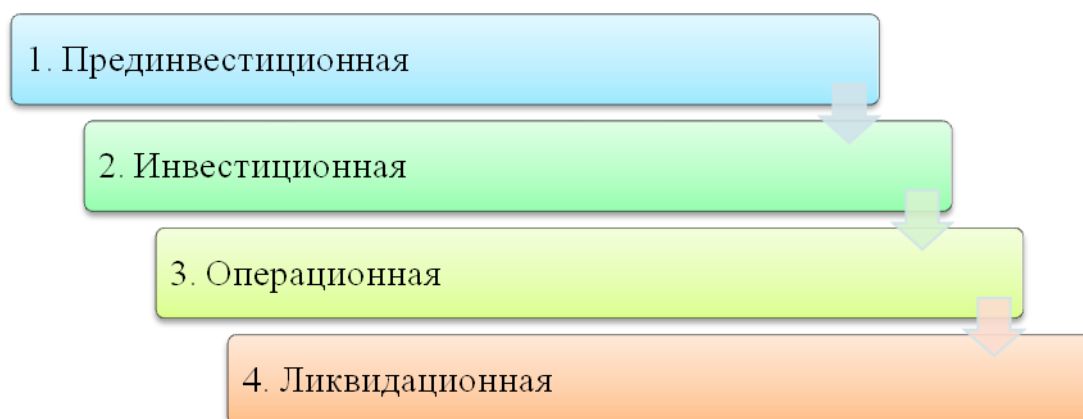 1. Прединвестиционная
2. Инвестиционная
3. Операционная
4. Ликвидационная